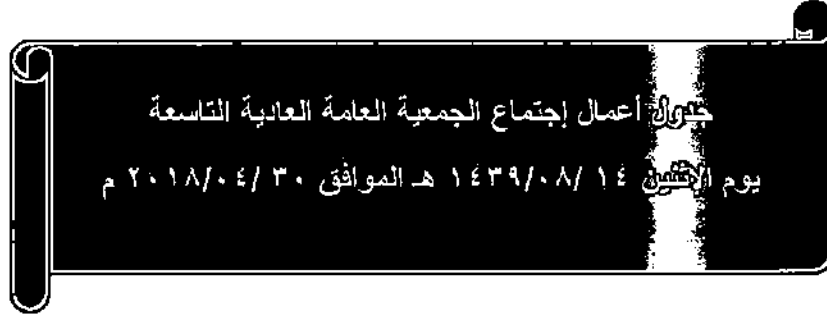 جدول أعمال إجتماع الجمعية العامة العادية التاسعة
يوم الإثنين ١٤ /١٤٣٩/٠٨ هـ الموافق ٣٠ /٢٠١٨/٠٤ م